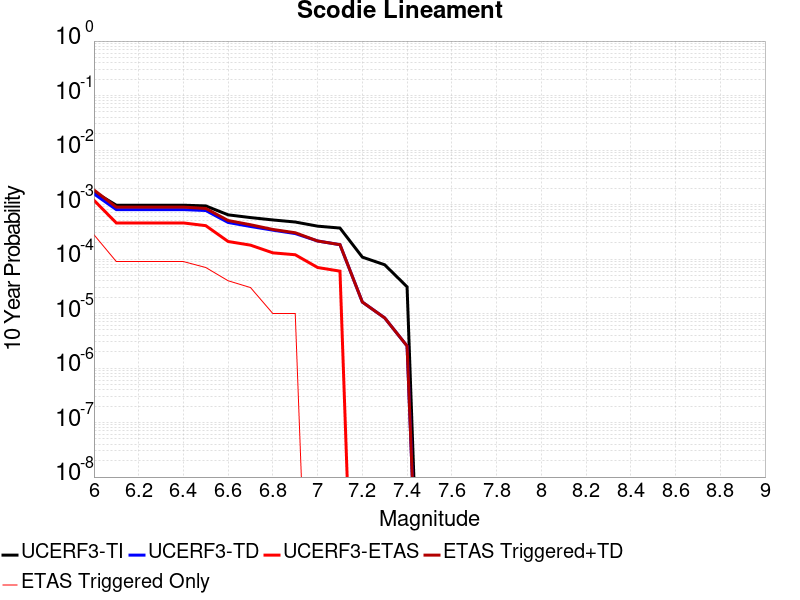 Scodie Lineament
10^0
10^-1
10^-2
10^-3
10^-4
10^-5
10^-6
10^-7
10^-8
10 Year Probability
6 6.2 6.4 6.6 6.8 7 7.2 7.4 7.6 7.8 8 8.2 8.4 8.6 8.8 9
Magnitude
UCERF3-TI UCERF3-TD UCERF3-ETAS ETAS Triggered+TD
ETAS Triggered Only